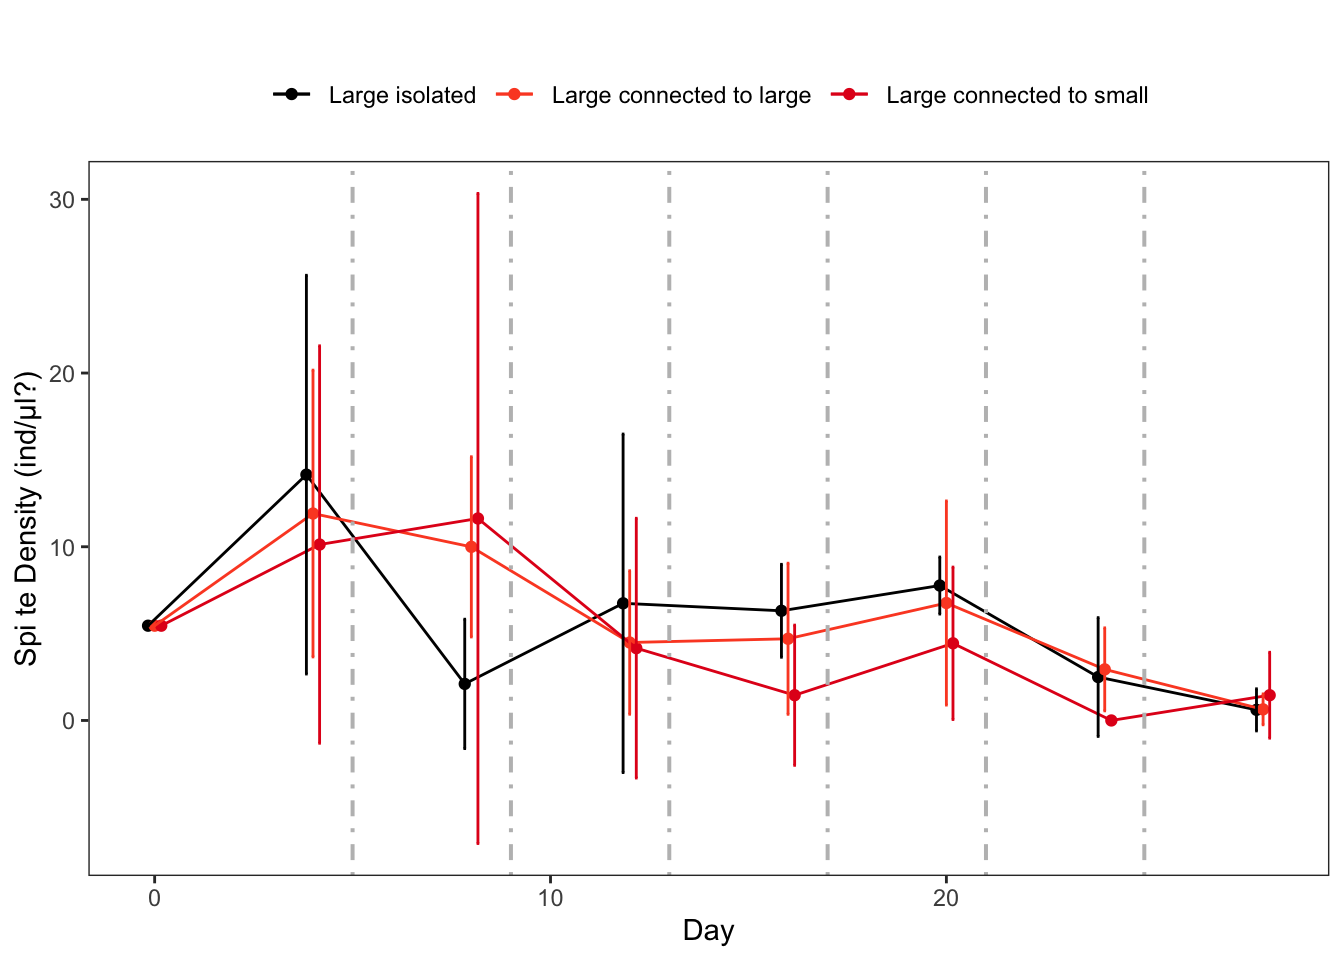 Large isolated Large connected to large Large connected to small
Spi te Density (ind/μl?)
30
20
10
0
0 10 20
Day